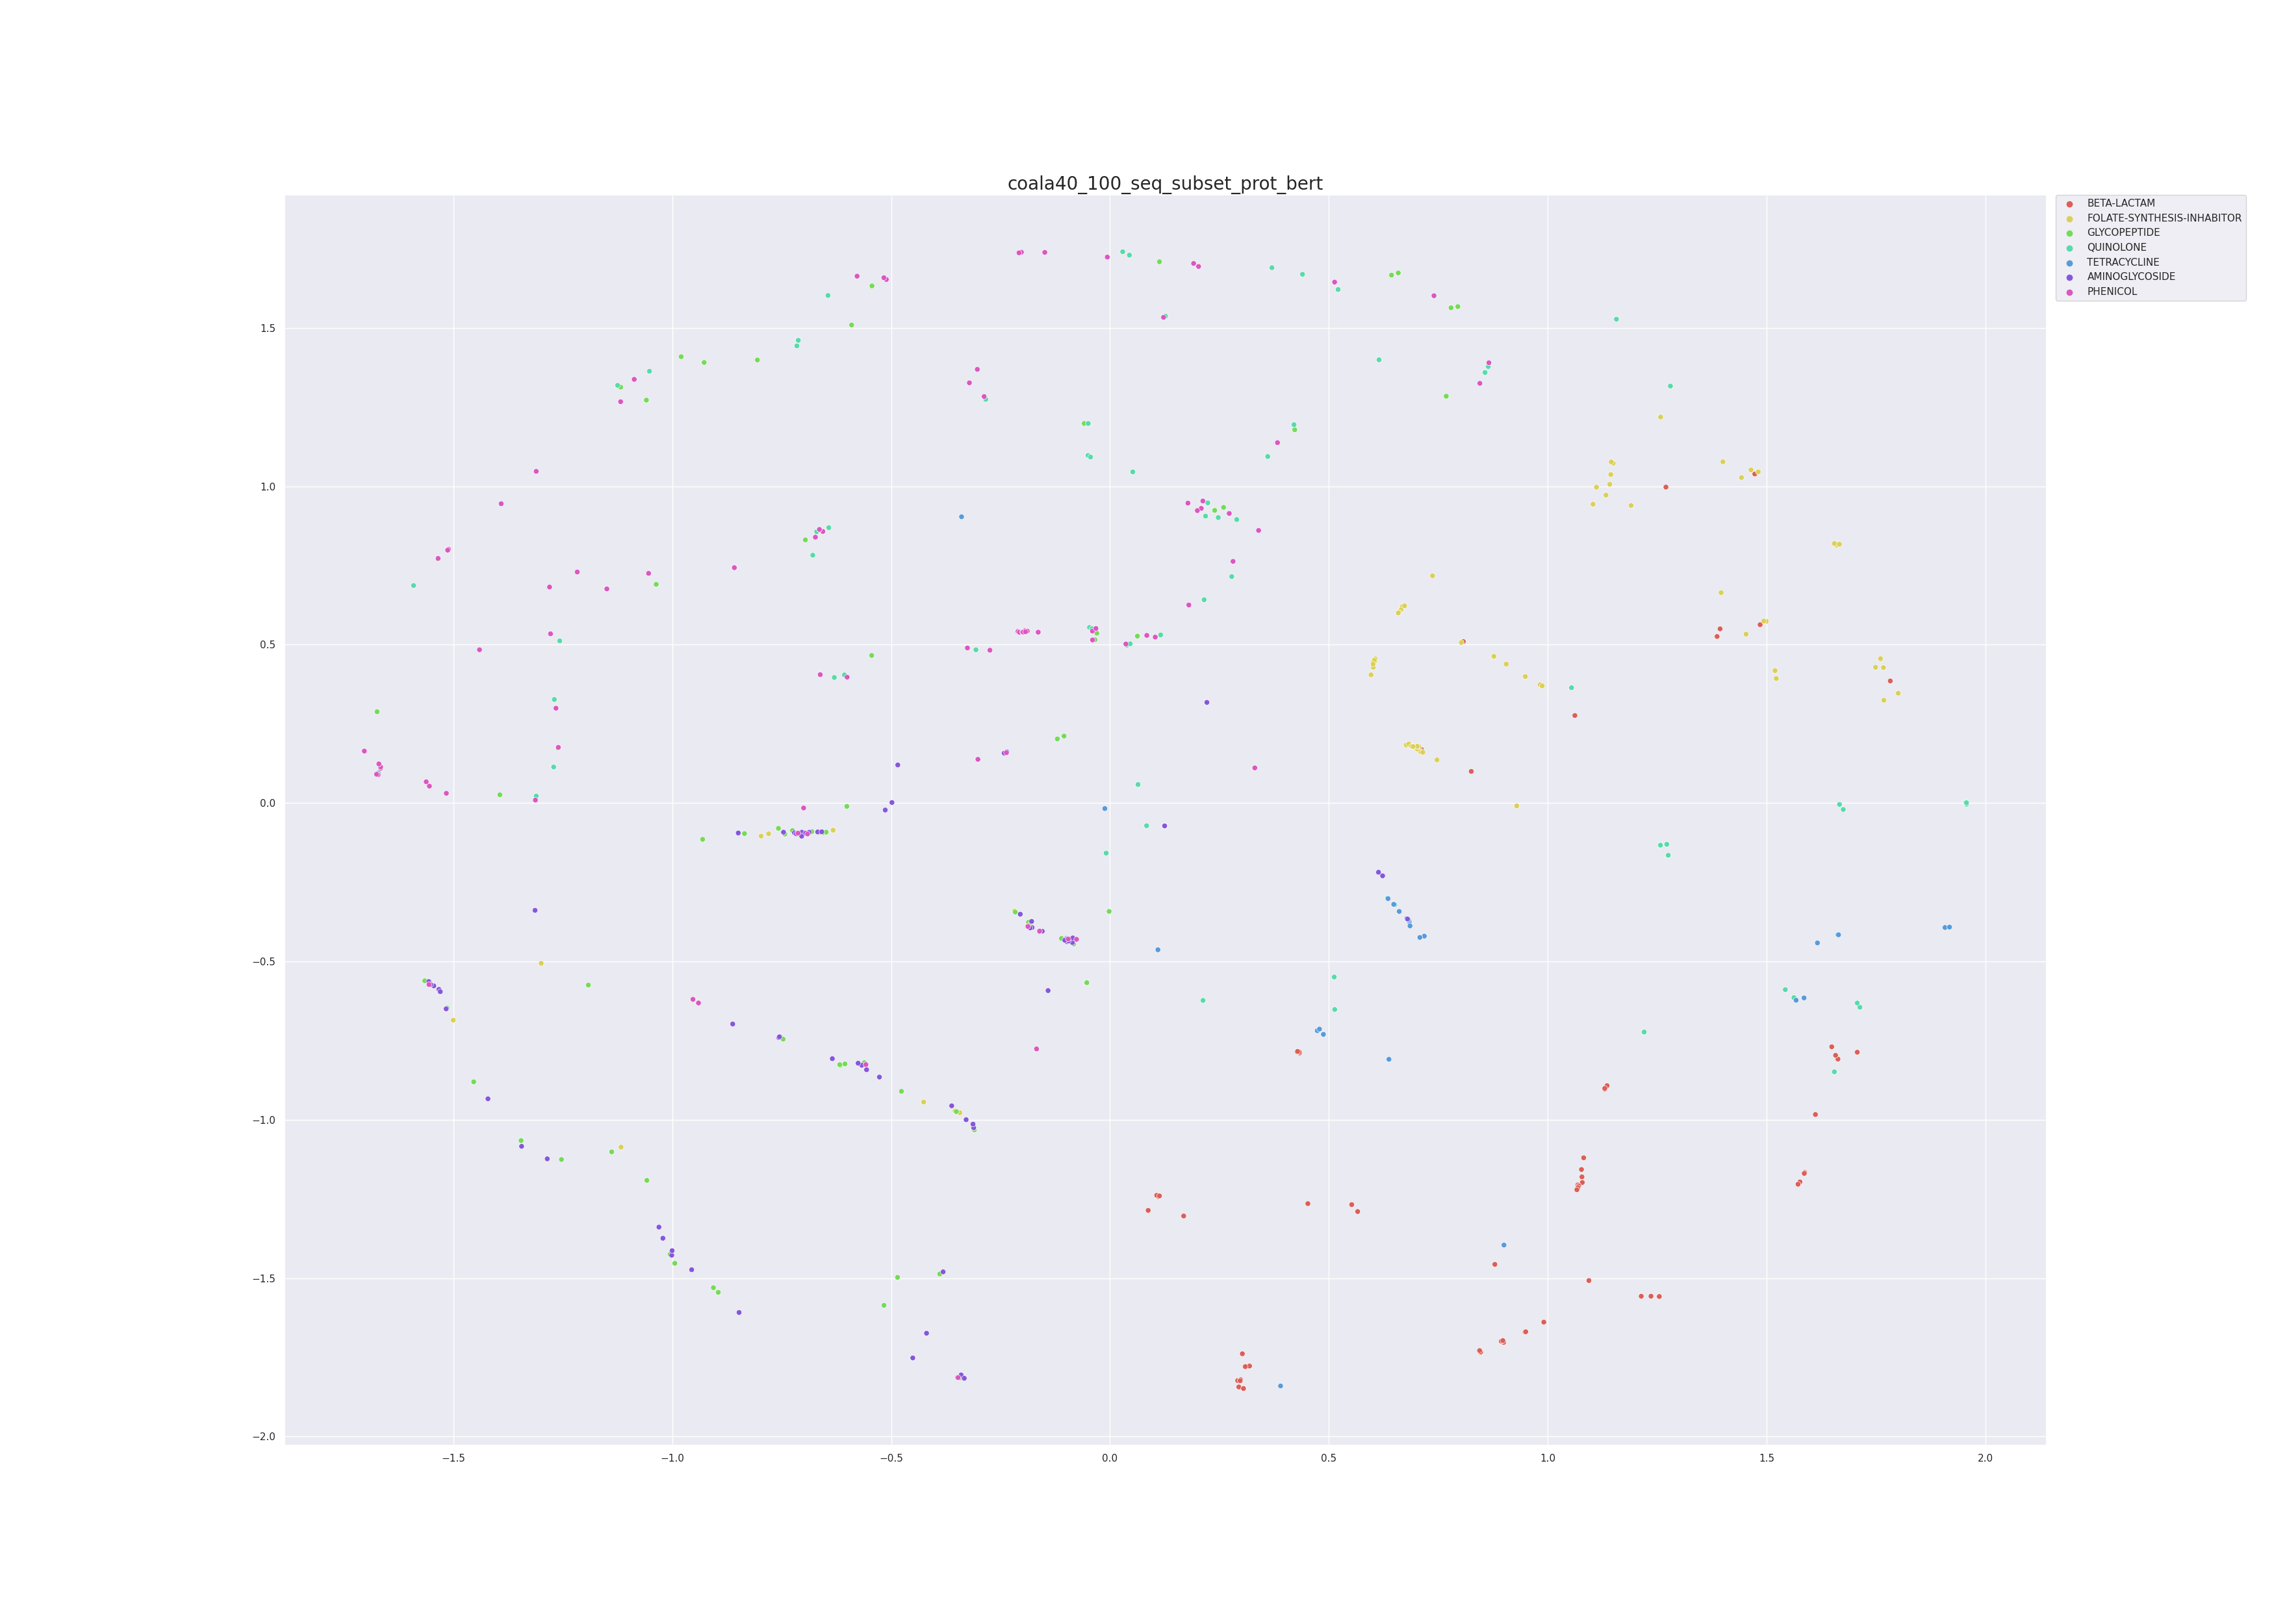 coala40_100_seq_subset_prot_bert
BETA-LACTAM
FOLATE-SYNTHESIS-INHABITOR
GLYCOPEPTIDE
QUINOLONE
TETRACYCLINE
AMINOGLYCOSIDE
PHENICOL
1.5
1.0
0.5
0.0
−0.5
−1.0
−1.5
−2.0
−1.5 −1.0 −0.5 0.0 0.5 1.0 1.5 2.0